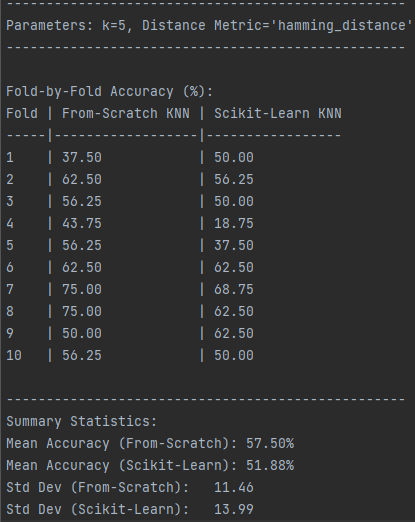 --------------------------------------------------
Parameters: k=5, Distance Metric='hamming_distance'
--------------------------------------------------
Fold-by-Fold Accuracy (%):
Fold | From-Scratch KNN | Scikit-Learn KNN
-----|------------------|-----------------
1    | 37.50            | 50.00
2    | 62.50            | 56.25
3    | 56.25            | 50.00
4    | 43.75            | 18.75
5    | 56.25            | 37.50
6    | 62.50            | 62.50
7    | 75.00            | 68.75
8    | 75.00            | 62.50
9    | 50.00            | 62.50
10   | 56.25            | 50.00
--------------------------------------------------
Summary Statistics:
Mean Accuracy (From-Scratch): 57.50%
Mean Accuracy (Scikit-Learn): 51.88%
Std Dev (From-Scratch):   11.46
Std Dev (Scikit-Learn):   13.99